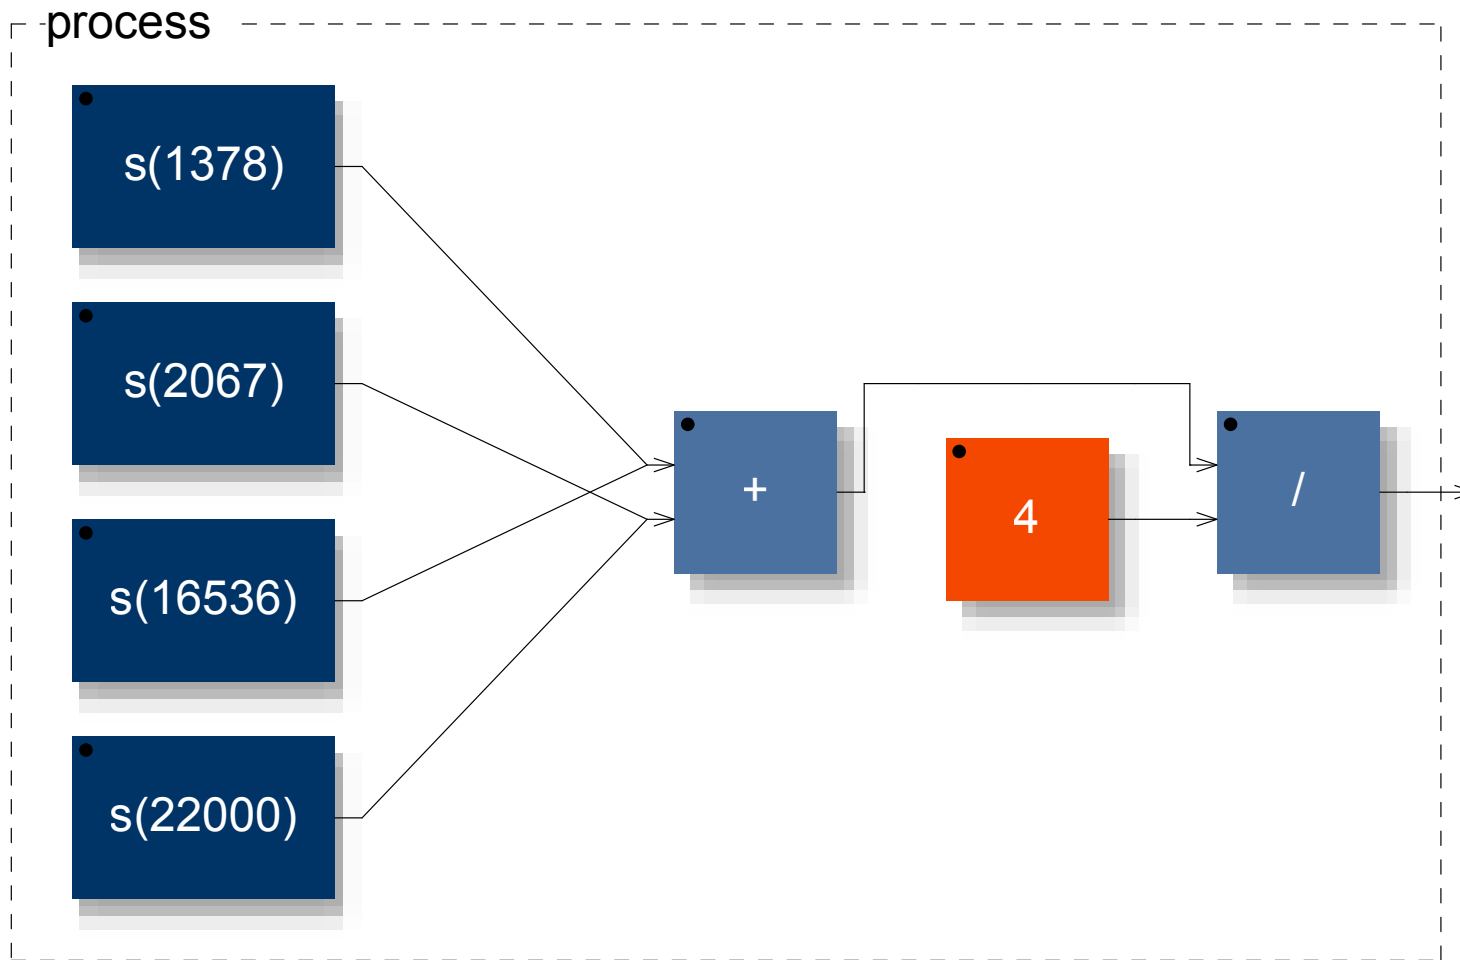 process
s(1378)
s(2067)
+
4
/
s(16536)
s(22000)